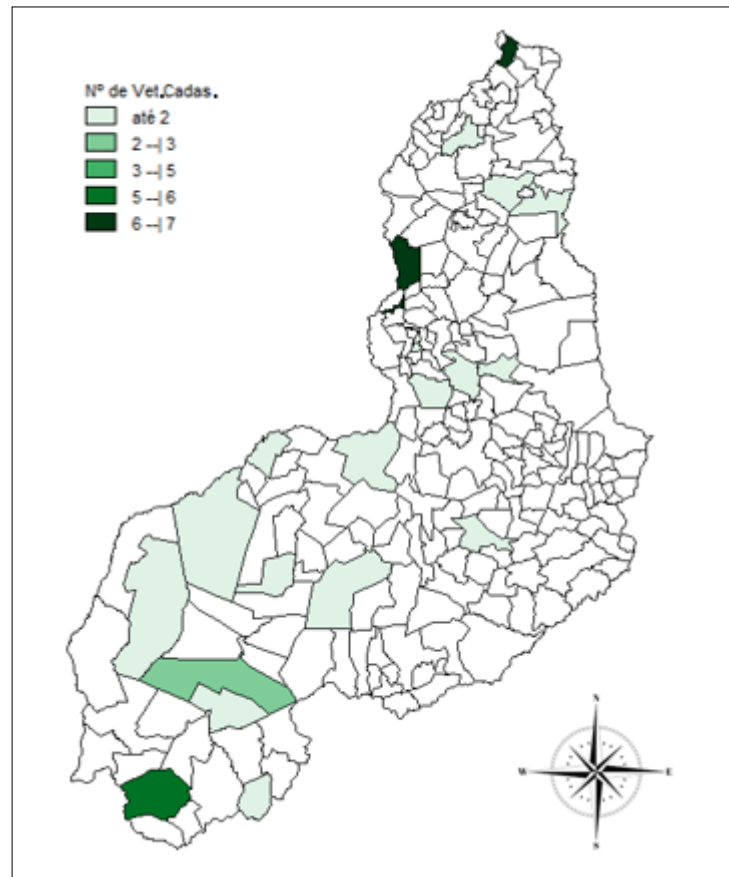 Nº de Vet.Cadas.
até 2
2 --| 3
3 --| 5
5 --| 6
6 --| 7
N
W
E
S